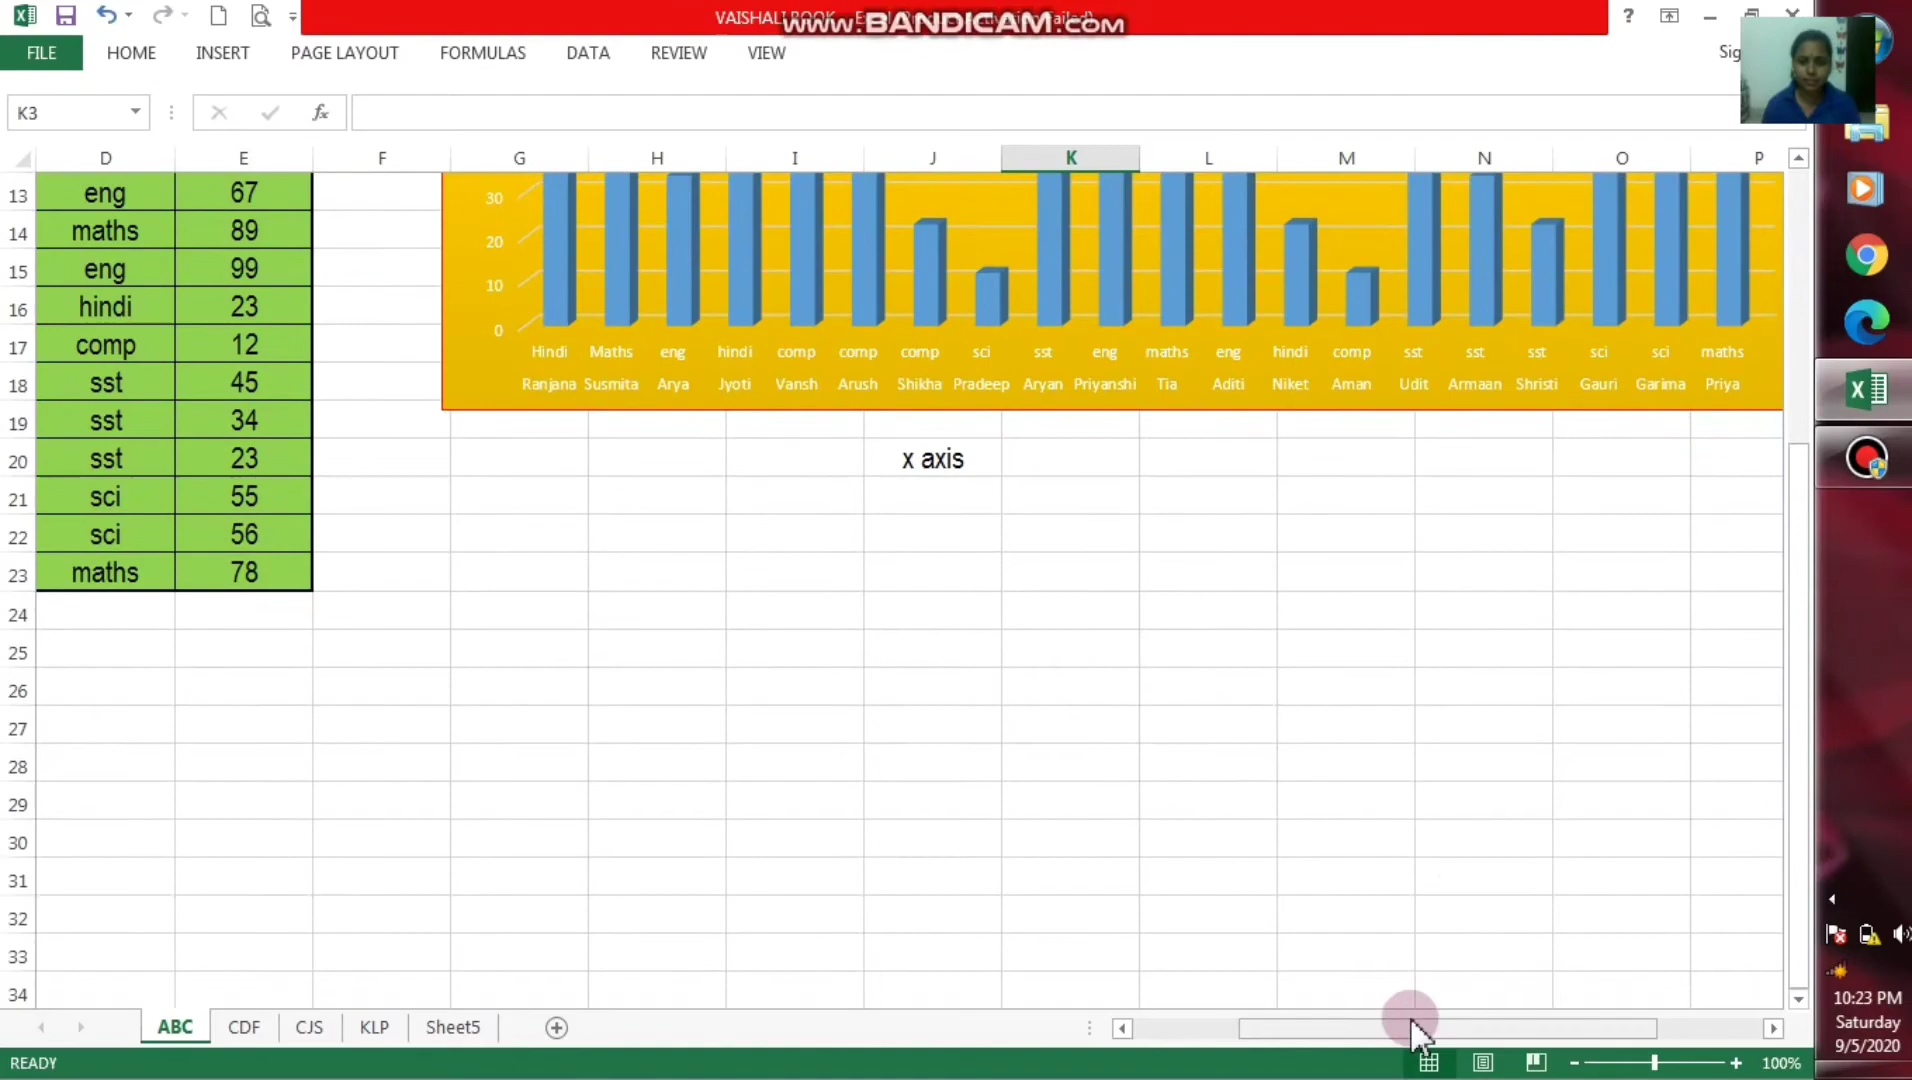 VAISHALI BOOK - Excel (Product Activation Failed)
www.BANDICAM.com
FILE HOME INSERT PAGE LAYOUT FORMULAS DATA REVIEW VIEW Sig
K3 fx
D E F G H I J K L M N O P
13 eng 67
14 maths 89
15 eng 99
16 hindi 23
17 comp 12
18 sst 45
19 sst 34
20 sst 23 x axis
21 sci 55
22 sci 56
23 maths 78
24
25
26
27
28
29
30
31
32
33
34
30
20
10
0
Hindi Maths eng hindi comp comp comp sci sst eng maths eng hindi comp sst sst sst sci sci maths
Ranjana Susmita Arya Jyoti Vansh Arush Shikha Pradeep Aryan Priyanshi Tia Aditi Niket Aman Udit Armaan Shristi Gauri Garima Priya
ABC CDF CJS KLP Sheet5
READY 100%
10:23 PM
Saturday
9/5/2020